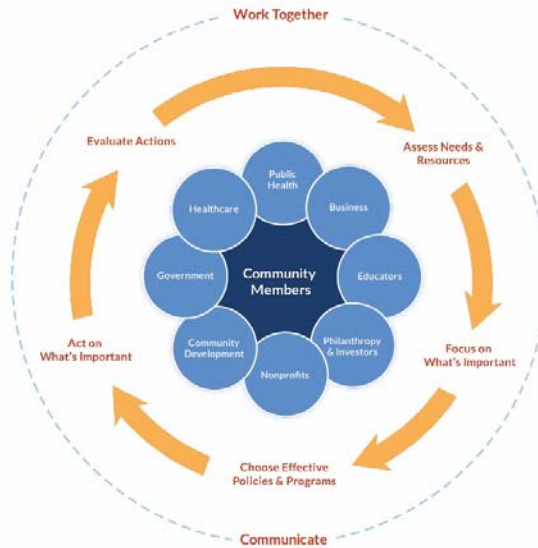 Work Together
Evaluate Actions
Assess Needs &
Resources
Public
Health
Healthcare
Business
Government
Community
Members
Educators
Community
Development
Philanthropy
& Investors
Nonprofits
Act on
What's Important
Focus on
What's Important
Choose Effective
Policies & Programs
Communicate